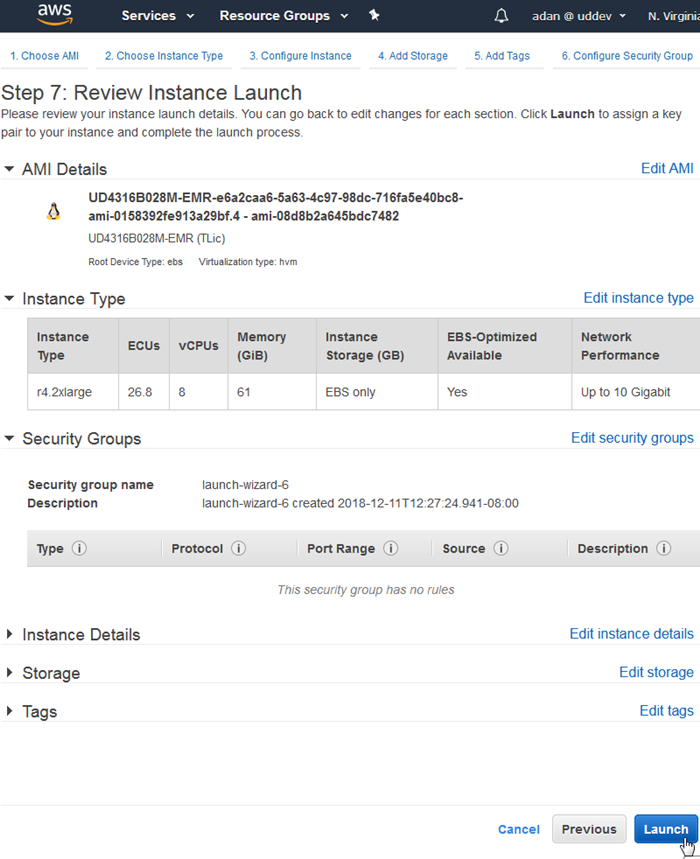 aws
Services Resource Groups adan @ uddev N. Virginia
1. Choose AMI 2. Choose Instance Type 3. Configure Instance 4. Add Storage 5. Add Tags 6. Configure Security Group
Step 7: Review Instance Launch
Please review your instance launch details. You can go back to edit changes for each section. Click Launch to assign a key
pair to your instance and complete the launch process.
AMI Details Edit AMI
UD4316B028M-EMR-e6a2caa6-5a63-4c97-98dc-716fa5e40bc8-
ami-0158392fe913a29bf.4 - ami-08d8b2a645bdc7482
UD4316B028M-EMR (TLic)
Root Device Type: ebs Virtualization type: hvm
Instance Type Edit instance type
Instance Type ECUs vCPUs Memory (GiB) Instance Storage (GB) EBS-Optimized Available Network Performance
r4.2xlarge 26.8 8 61 EBS only Yes Up to 10 Gigabit
Security Groups Edit security groups
Security group name launch-wizard-6
Description launch-wizard-6 created 2018-12-11T12:27:24.941-08:00
Type Protocol Port Range Source Description
This security group has no rules
Instance Details Edit instance details
Storage Edit storage
Tags Edit tags
Cancel Previous Launch